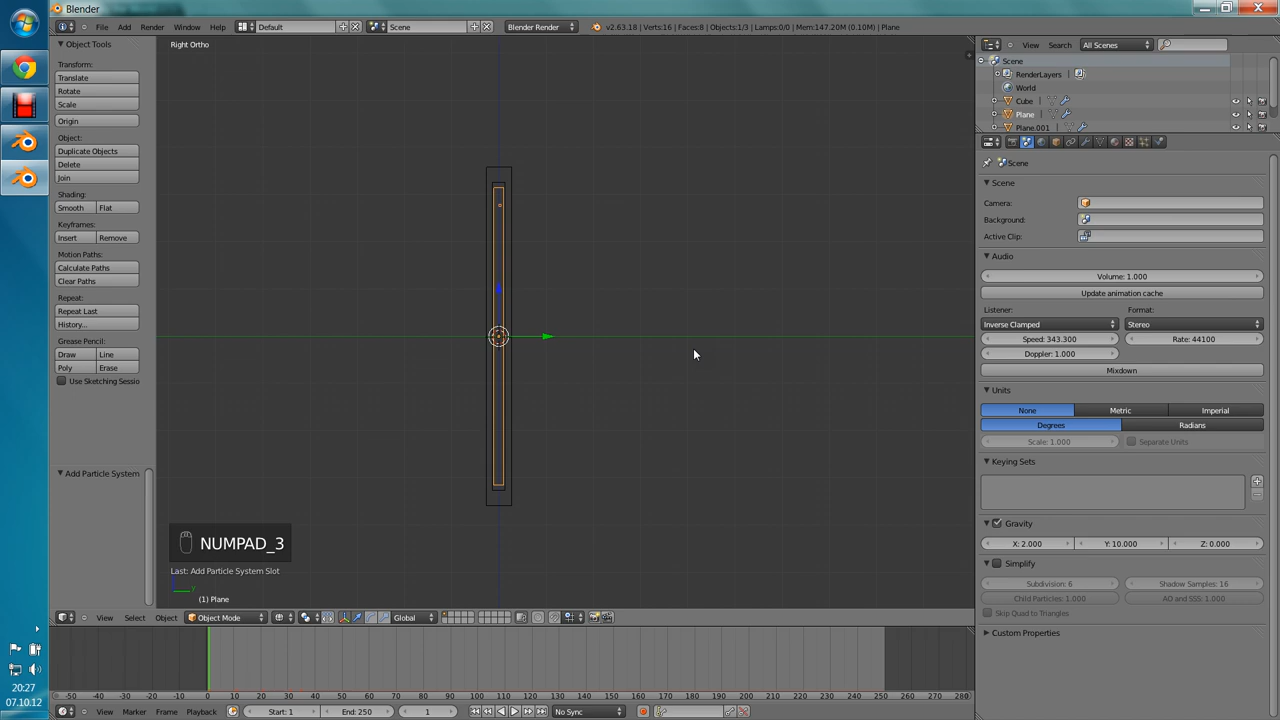 Blender
File Add Render Window Help Default Scene Blender Render v2.63.18 | Verts:16 | Faces:8 | Objects:1/3 | Lamps:0/0 | Mem:147.20M (0.10M) | Plane
Object Tools
Transform:
Translate
Rotate
Scale
Origin
Object:
Duplicate Objects
Delete
Join
Shading:
Smooth Flat
Keyframes:
Insert Remove
Motion Paths:
Calculate Paths
Clear Paths
Repeat:
Repeat Last
History...
Grease Pencil:
Draw Line
Poly Erase
Use Sketching Sessio
Add Particle System
Right Ortho
NUMPAD_3
Last: Add Particle System Slot
(1) Plane
View Select Object Object Mode Global
-50 -40 -30 -20 -10 0 10 20 30 40 50 60 70 80 90 100 110 120 130 140 150 160 170 180 190 200 210 220 230 240 250 260 270 280
View Marker Frame Playback Start: 1 End: 250 1 No Sync
View Search All Scenes
Scene
RenderLayers
World
Cube
Plane
Plane.001
Scene
Scene
Camera:
Background:
Active Clip:
Audio
Volume: 1.000
Update animation cache
Listener: Format:
Inverse Clamped Stereo
Speed: 343.300 Rate: 44100
Doppler: 1.000
Mixdown
Units
None Metric Imperial
Degrees Radians
Scale: 1.000 Separate Units
Keying Sets
Gravity
X: 2.000 Y: 10.000 Z: 0.000
Simplify
Subdivision: 6 Shadow Samples: 16
Child Particles: 1.000 AO and SSS: 1.000
Skip Quad to Triangles
Custom Properties
20:27
07.10.12